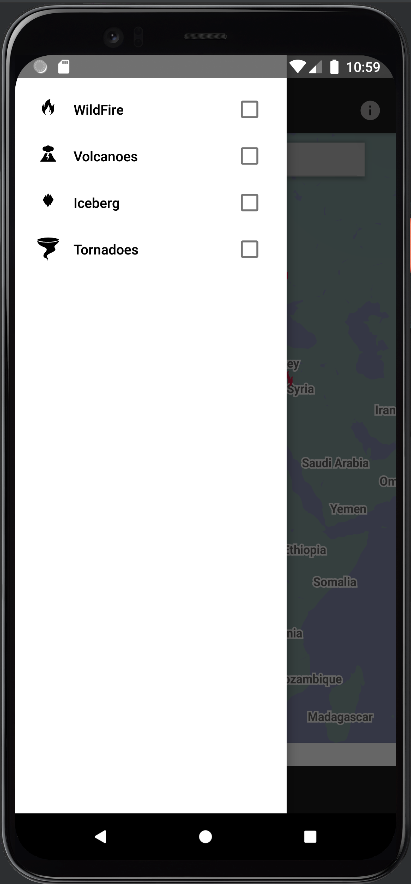 10:59
WildFire
Volcanoes
Iceberg
Tornadoes
ey
Syria
Iran
Saudi Arabia
Om
Yemen
Ethiopia
Somalia
nia
ozambique
Madagascar